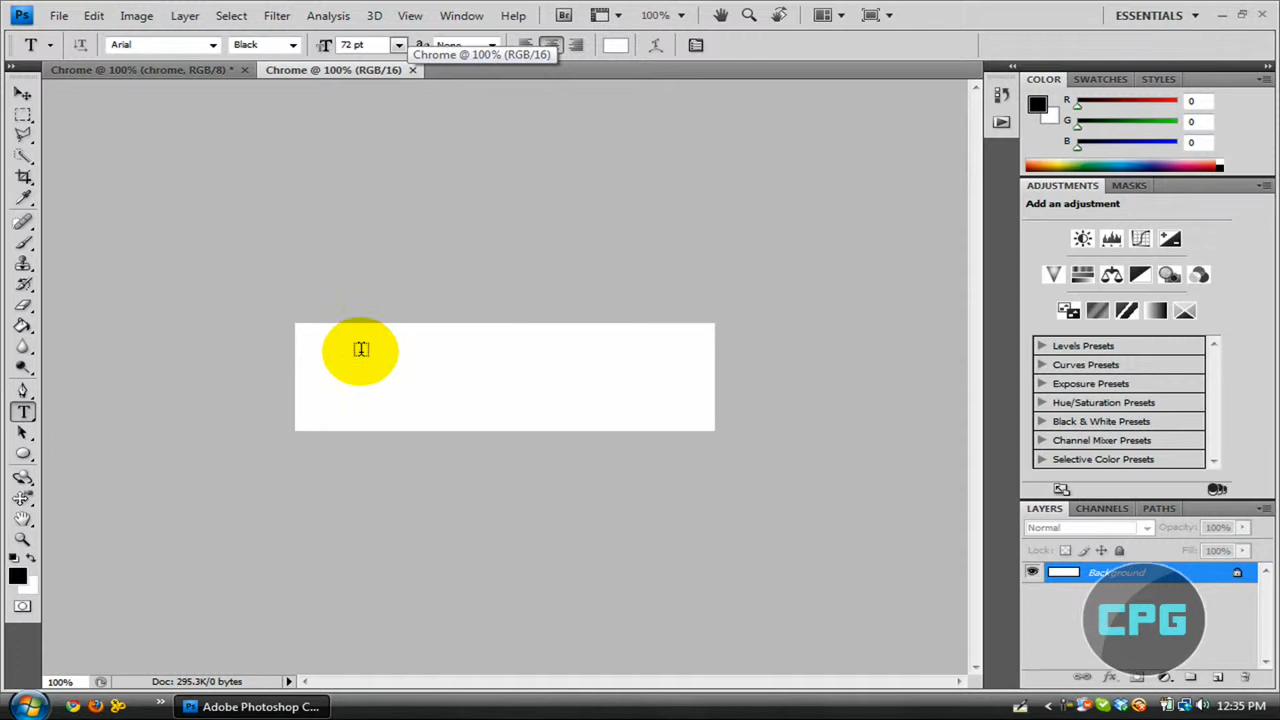 Ps File Edit Image Layer Select Filter Analysis 3D View Window Help Br 100% ESSENTIALS
T Arial Black 72 pt None
Chrome @ 100% (RGB/16)
Chrome @ 100% (chrome, RGB/8) * × Chrome @ 100% (RGB/16) ×
COLOR SWATCHES STYLES
R 0
G 0
B 0
ADJUSTMENTS MASKS
Add an adjustment
Levels Presets
Curves Presets
Exposure Presets
Hue/Saturation Presets
Black & White Presets
Channel Mixer Presets
Selective Color Presets
LAYERS CHANNELS PATHS
Normal Opacity: 100%
Lock: Fill: 100%
Background
CPG
100% Doc: 295.3K/0 bytes
Ps Adobe Photoshop C... 12:35 PM